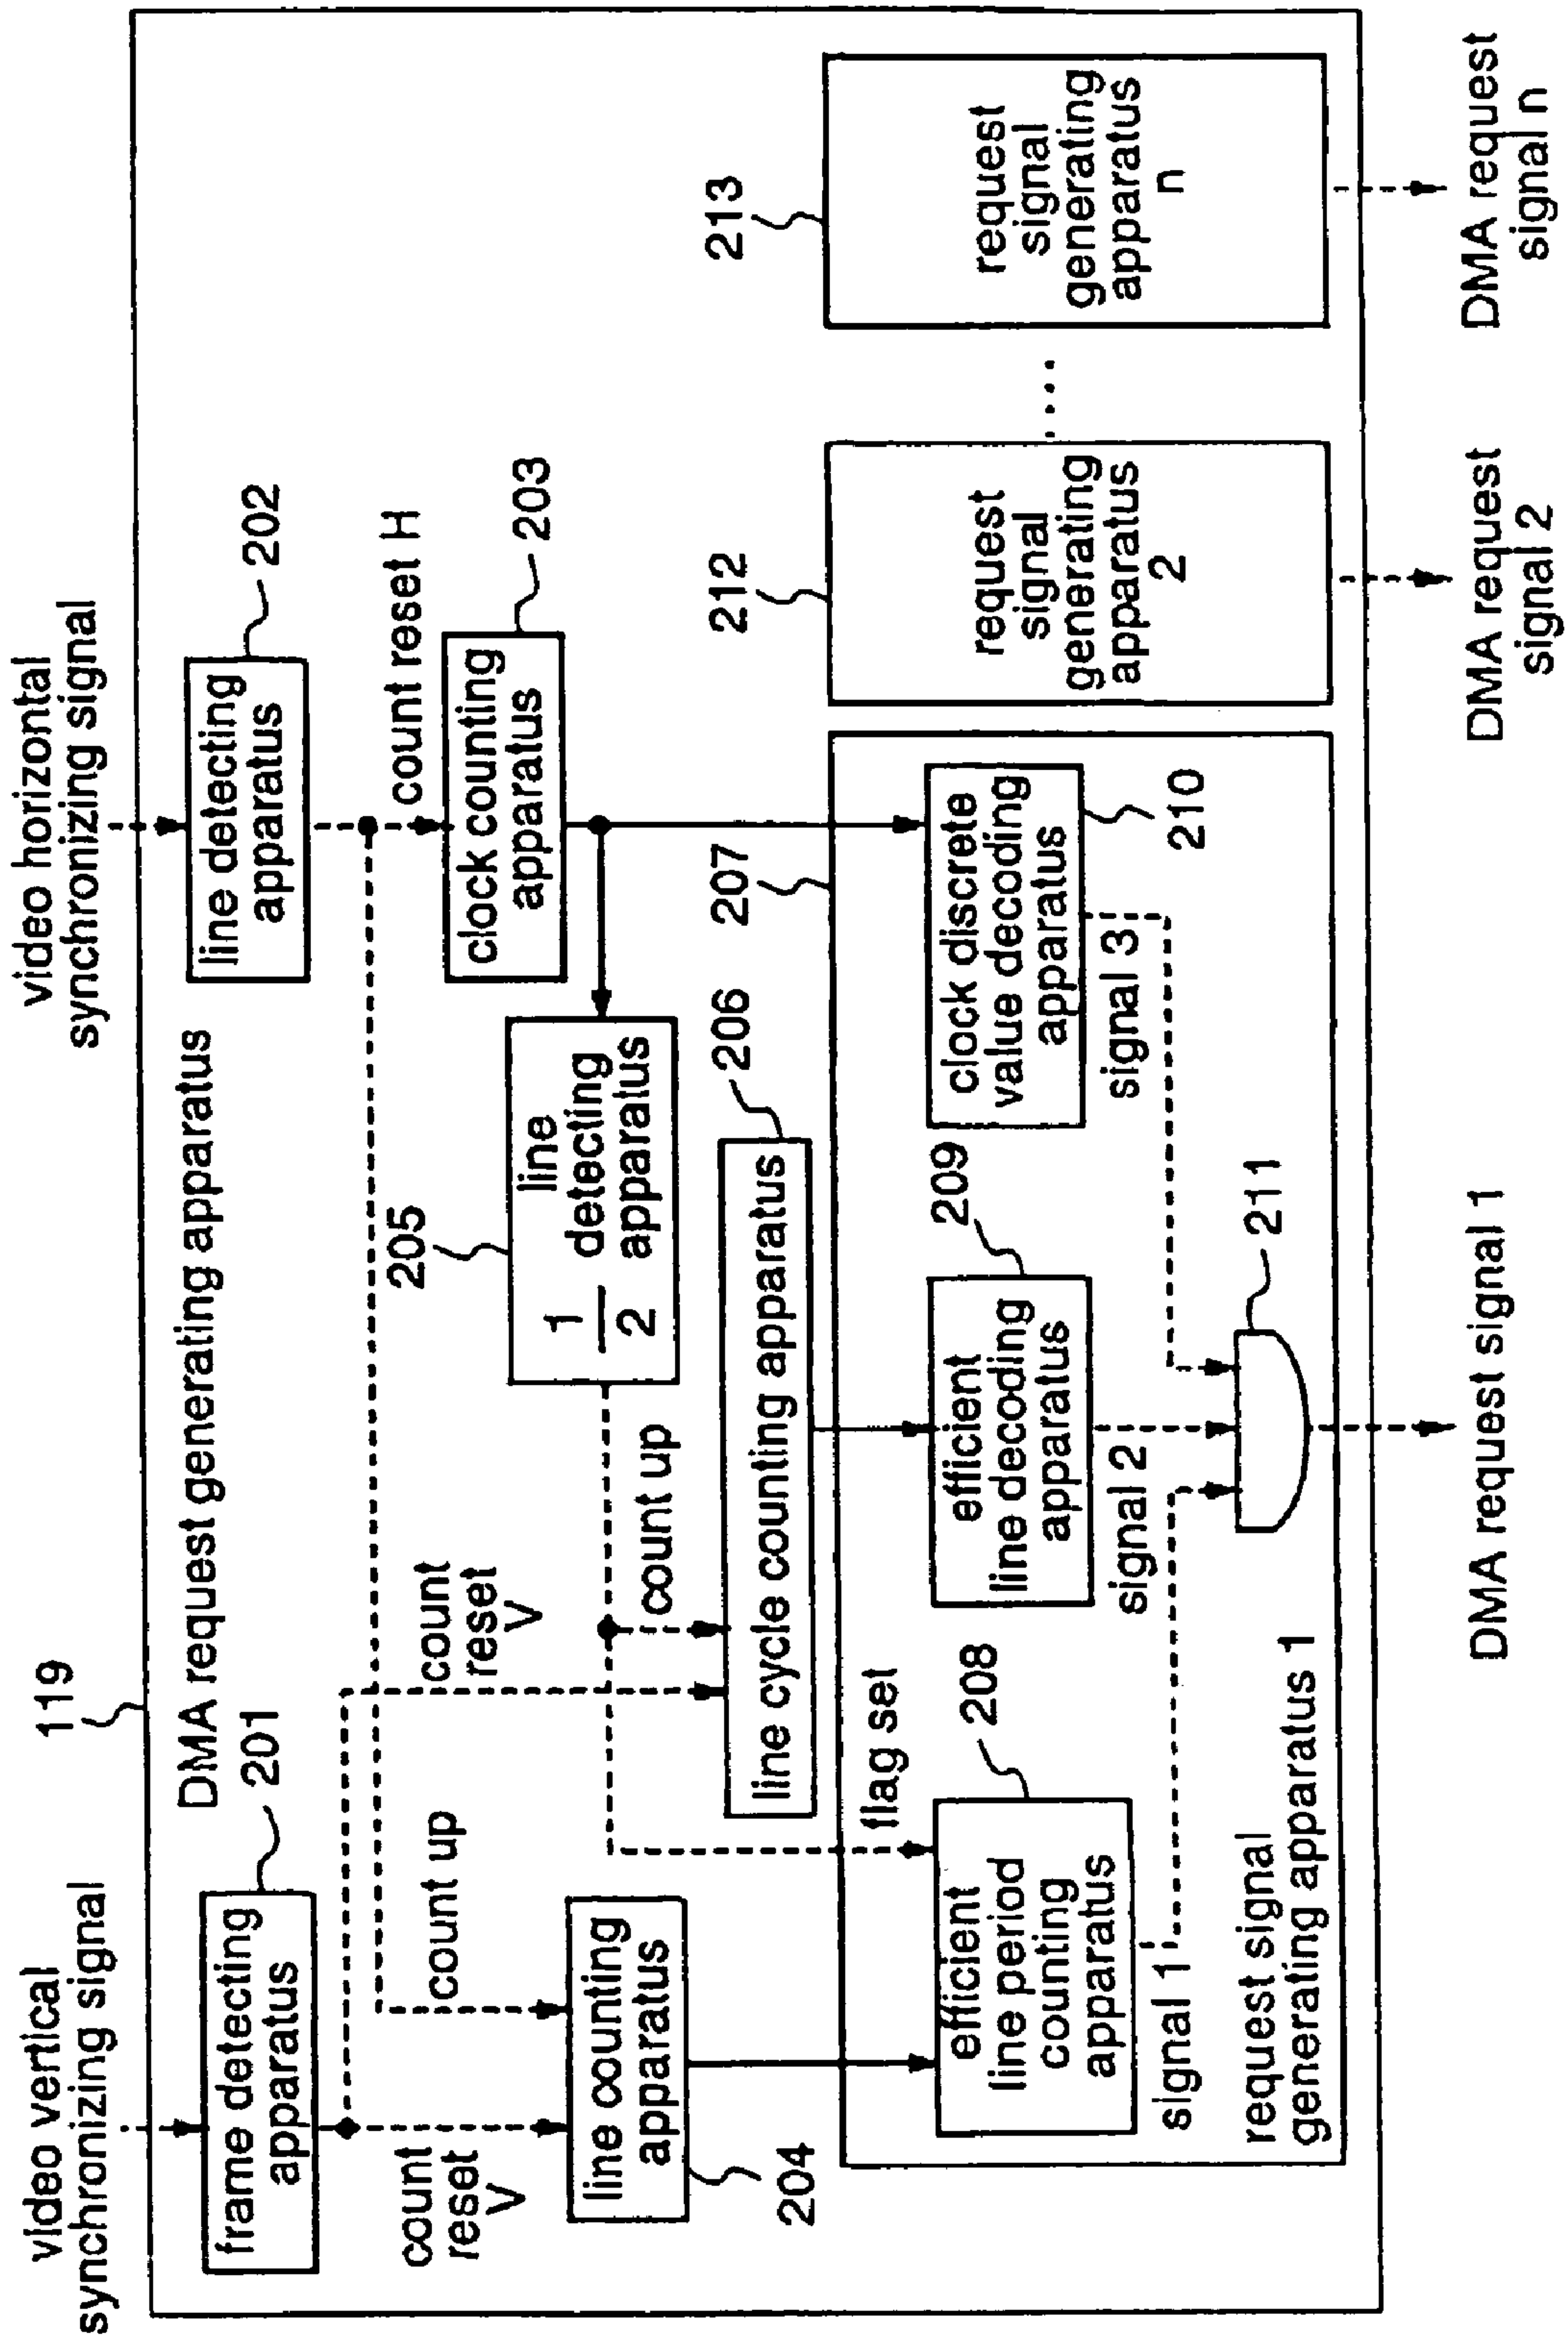 video vertical
synchronizing signal
video horizontal
synchronizing signal
119
DMA request generating apparatus
201
frame detecting
apparatus
202
line detecting
apparatus
count
reset
V
count up
count
reset
V
count reset H
203
clock counting
apparatus
204
line counting
apparatus
205
1
2
line
detecting
apparatus
count up
206
line cycle counting apparatus
flag set
207
208
efficient
line period
counting
apparatus
signal 1
209
efficient
line decoding
apparatus
signal 2
210
clock discrete
value decoding
apparatus
signal 3
211
request signal
generating apparatus 1
212
request
signal
generating
apparatus
2
....
213
request
signal
generating
apparatus
n
DMA request signal 1
DMA request
signal 2
DMA request
signal n